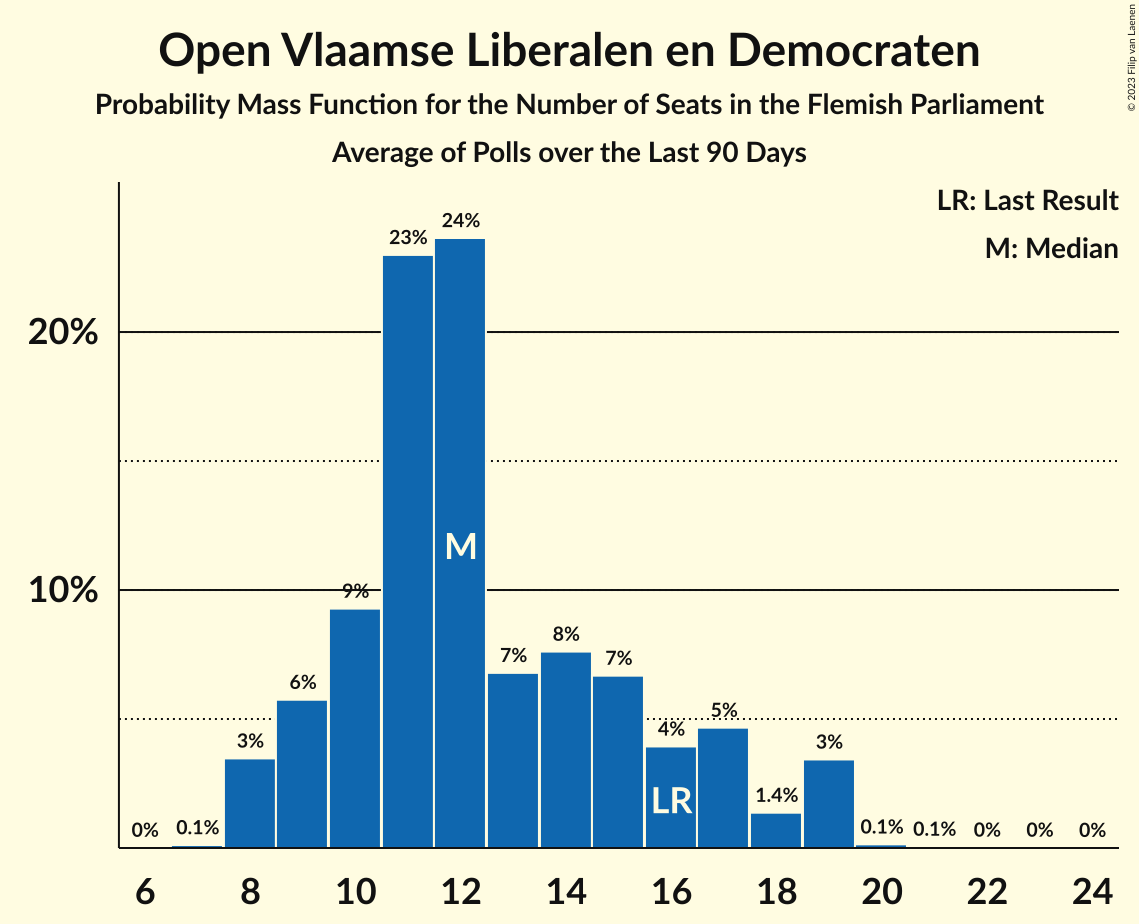 Open Vlaamse Liberalen en Democraten
Probability Mass Function for the Number of Seats in the Flemish Parliament
Average of Polls over the Last 90 Days
© 2023 Filip van Laenen
LR: Last Result
M: Median
20%
10%
0%
0.1%
3%
6%
9%
23%
24%
7%
8%
7%
4%
5%
1.4%
3%
0.1%
0.1%
0%
0%
0%
M
LR
6 8 10 12 14 16 18 20 22 24